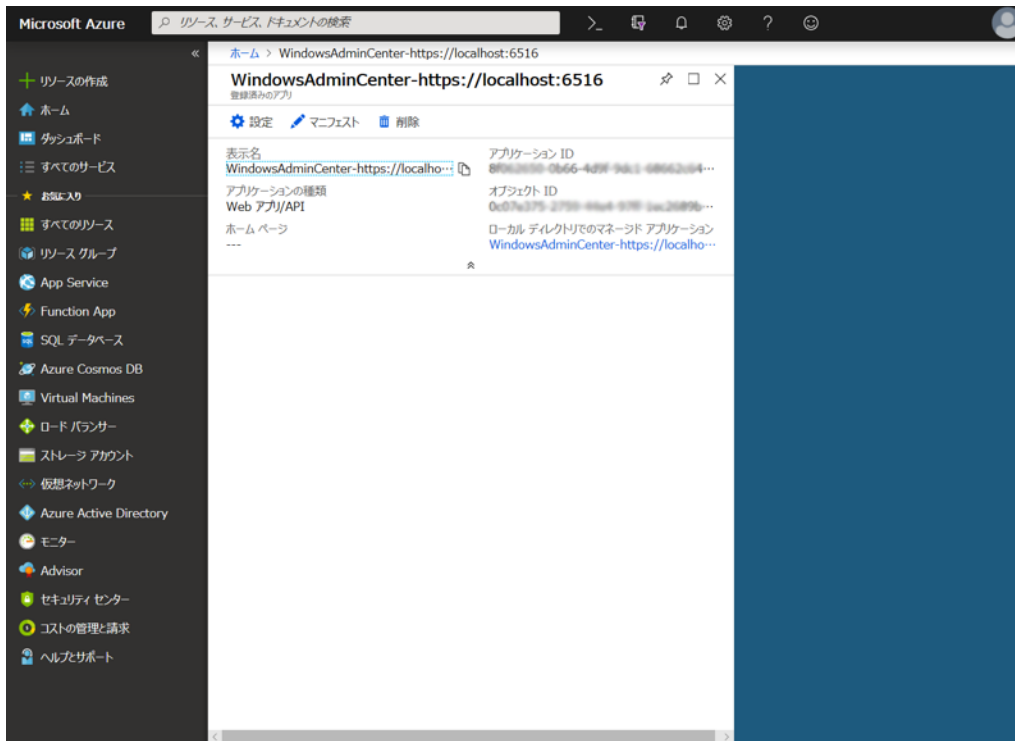 Microsoft Azure
リソース、サービス、ドキュメントの検索
ホーム > WindowsAdminCenter-https://localhost:6516
WindowsAdminCenter-https://localhost:6516
登録済みのアプリ
設定 マニフェスト 削除
表示名
WindowsAdminCenter-https://localho…
アプリケーション ID
アプリケーションの種類
Web アプリ/API
オブジェクト ID
ホーム ページ
---
ローカル ディレクトリでのマネージド アプリケーション
WindowsAdminCenter-https://localho…
リソースの作成
ホーム
ダッシュボード
すべてのサービス
お気に入り
すべてのリソース
リソース グループ
App Service
Function App
SQL データベース
Azure Cosmos DB
Virtual Machines
ロード バランサー
ストレージ アカウント
仮想ネットワーク
Azure Active Directory
モニター
Advisor
セキュリティ センター
コストの管理と請求
ヘルプとサポート